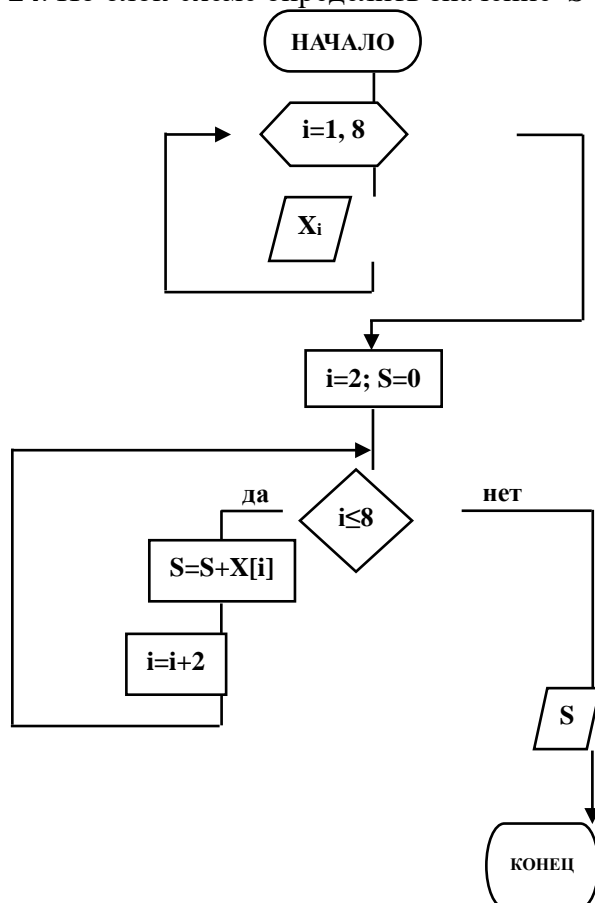 НАЧАЛО
i=1, 8
Xi
i=2; S=0
да
нет
i≤8
S=S+X[i]
i=i+2
S
КОНЕЦ